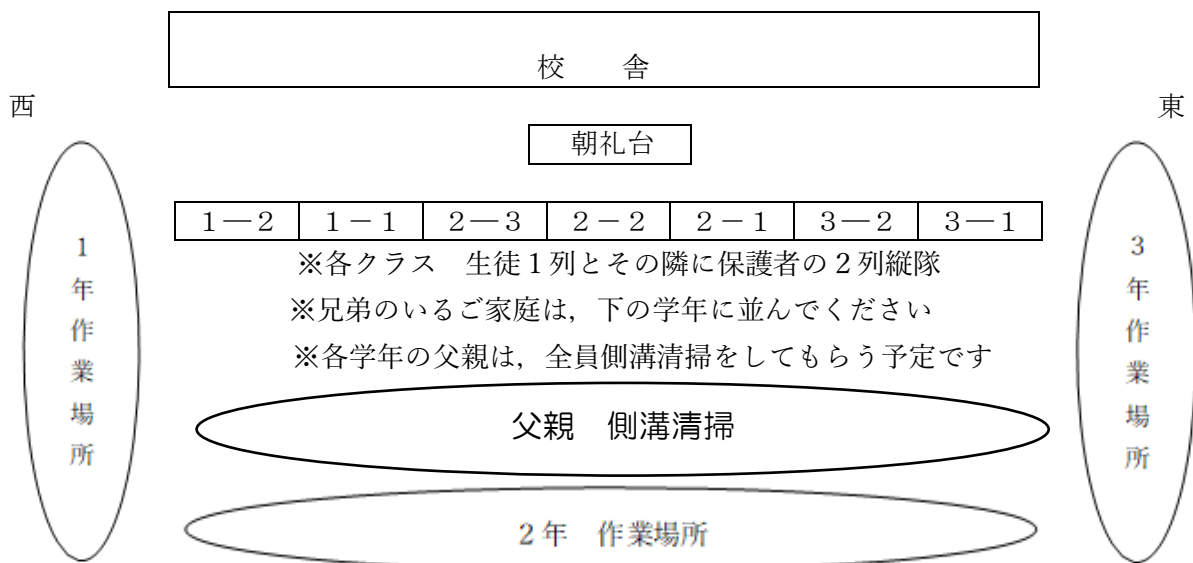 校　　舎
西
東
朝礼台
１―２ １－１ ２―３ ２－２ ２－１ ３―２ ３―１
※各クラス　生徒１列とその隣に保護者の２列縦隊
※兄弟のいるご家庭は，下の学年に並んでください
※各学年の父親は，全員側溝清掃をしてもらう予定です
１年作業場所
３年作業場所
父親　側溝清掃
２年　作業場所